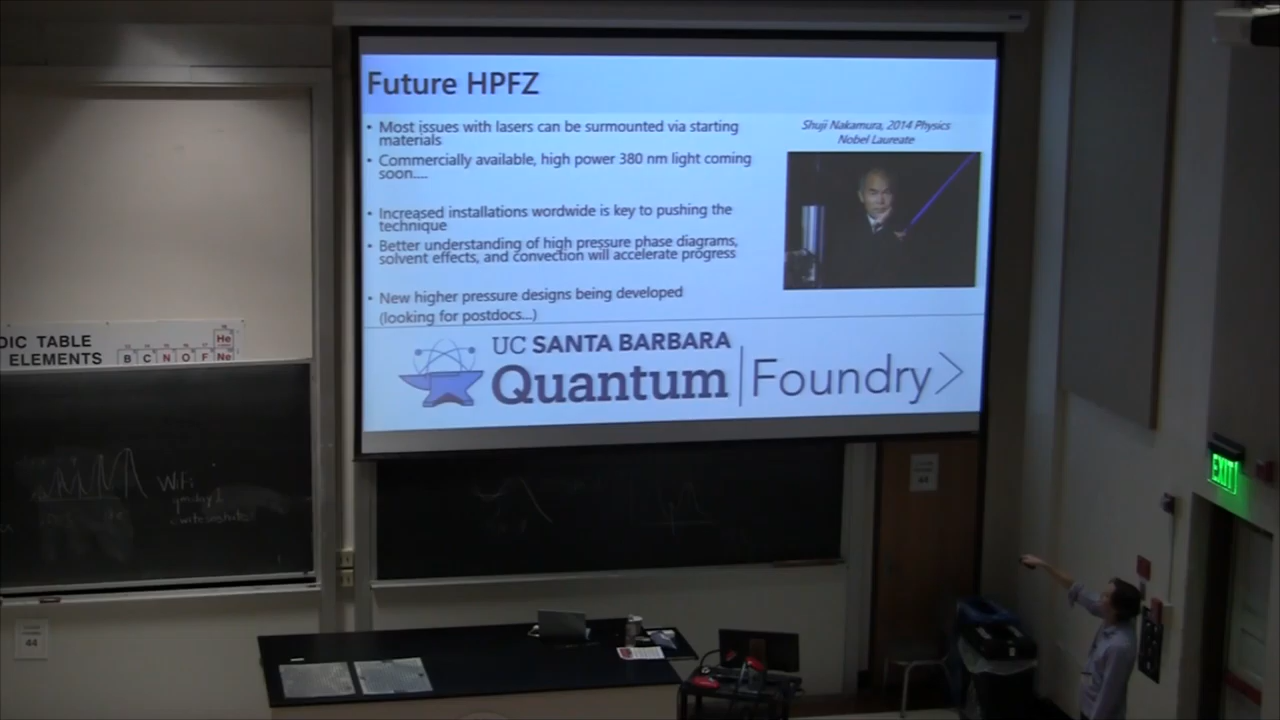 Future HPFZ
• Most issues with lasers can be surmounted via starting
materials
• Commercially available, high power 380 nm light coming
soon....
• Increased installations wordwide is key to pushing the
technique
• Better understanding of high pressure phase diagrams,
solvent effects, and convection will accelerate progress
• New higher pressure designs being developed
(looking for postdocs...)
Shuji Nakamura, 2014 Physics
Nobel Laureate
UC SANTA BARBARA
Quantum Foundry
DIC TABLE
ELEMENTS
B C N O F Ne
He
WiFi
EXIT
44
44